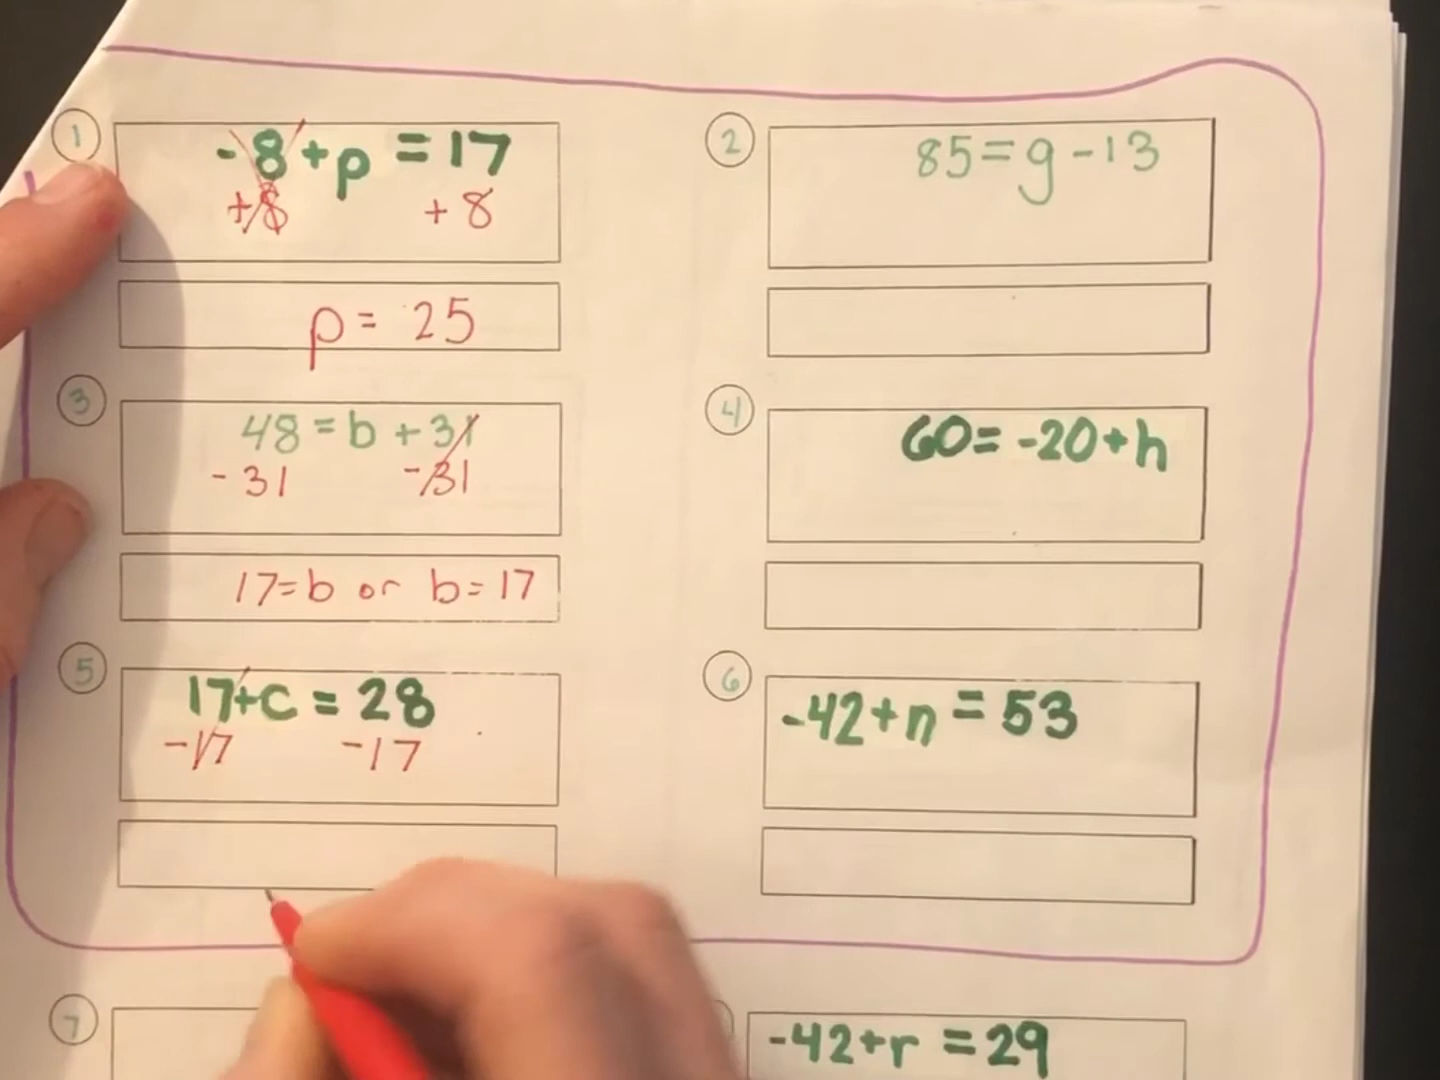 1
-8+p = 17
+8 +8
p = 25
2
85=g-13
3
48=b+31
-31 -31
17=b or b=17
4
60=-20+h
5
17+c = 28
-17 -17
6
-42+n = 53
7
-42+r = 29